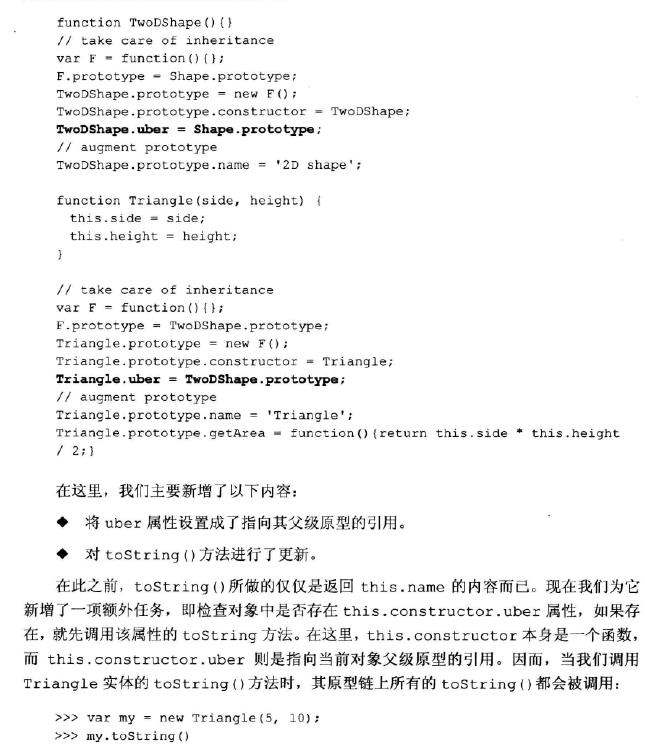 function TwoDShape(){}
// take care of inheritance
var F = function(){};
F.prototype = Shape.prototype;
TwoDShape.prototype = new F();
TwoDShape.prototype.constructor = TwoDShape;
TwoDShape.uber = Shape.prototype;
// augment prototype
TwoDShape.prototype.name = '2D shape';
function Triangle(side, height) {
this.side = side;
this.height = height;
}
// take care of inheritance
var F = function(){};
F.prototype = TwoDShape.prototype;
Triangle.prototype = new F();
Triangle.prototype.constructor = Triangle;
Triangle.uber = TwoDShape.prototype;
// augment prototype
Triangle.prototype.name = 'Triangle';
Triangle.prototype.getArea = function(){return this.side * this.height
/ 2;}
在这里，我们主要新增了以下内容：
◆ 将 uber 属性设置成了指向其父级原型的引用。
◆ 对 toString()方法进行了更新。
在此之前，toString()所做的仅仅是返回 this.name 的内容而已。现在我们为它
新增了一项额外任务，即检查对象中是否存在 this.constructor.uber 属性，如果存
在，就先调用该属性的 toString 方法。在这里，this.constructor 本身是一个函数，
而 this.constructor.uber 则是指向当前对象父级原型的引用。因而，当我们调用
Triangle 实体的 toString()方法时，其原型链上所有的 toString()都会被调用：
>>> var my = new Triangle(5, 10);
>>> my.toString()